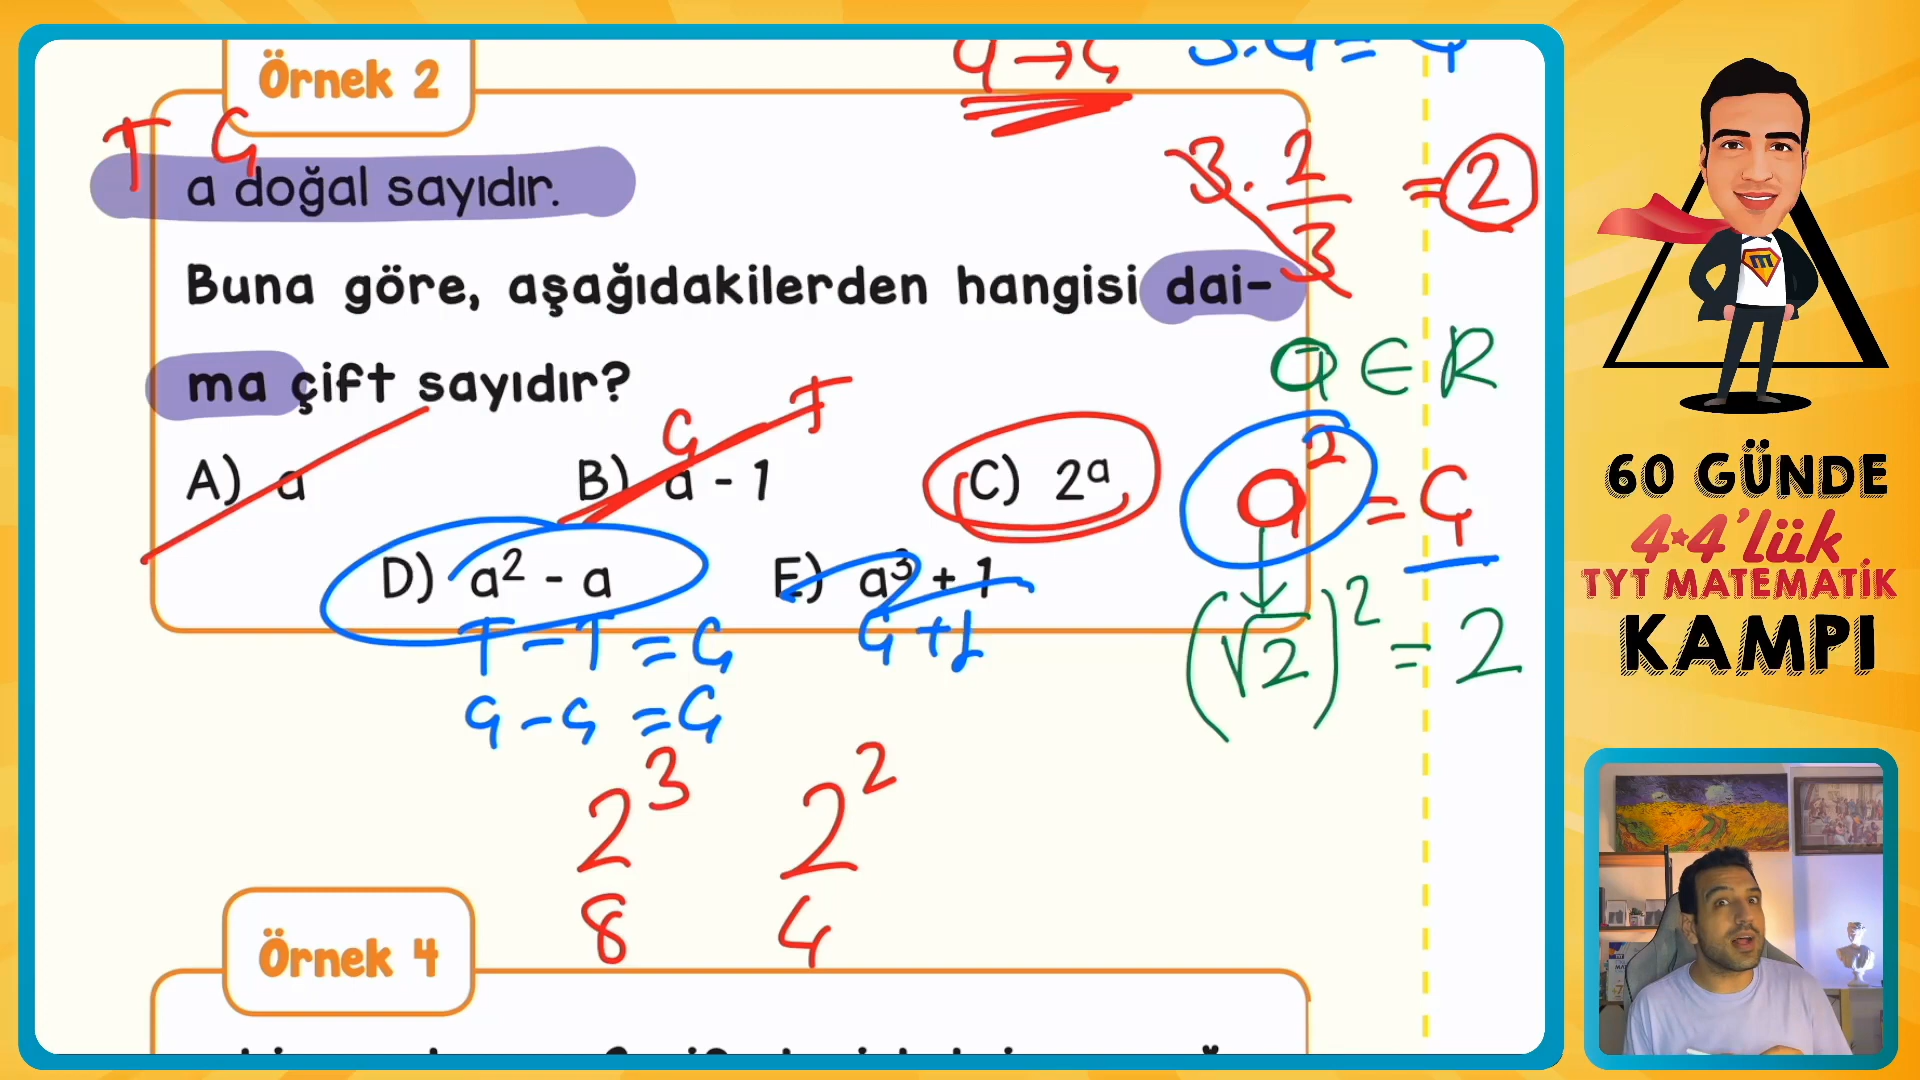 Örnek 2
T Ç
a doğal sayıdır.
Buna göre, aşağıdakilerden hangisi dai-
ma çift sayıdır?
A) a
B) a - 1
C) 2ᵃ
D) a² - a
E) a³ + 1
Ç T
T - T = Ç
Ç - Ç = Ç
Ç + 1
2³ 2²
8 4
3 . 2/3 = 2
a ∈ R
a² = Ç
(√2)² = 2
Örnek 4
60 GÜNDE
4★4'lük
TYT MATEMATİK
KAMPI